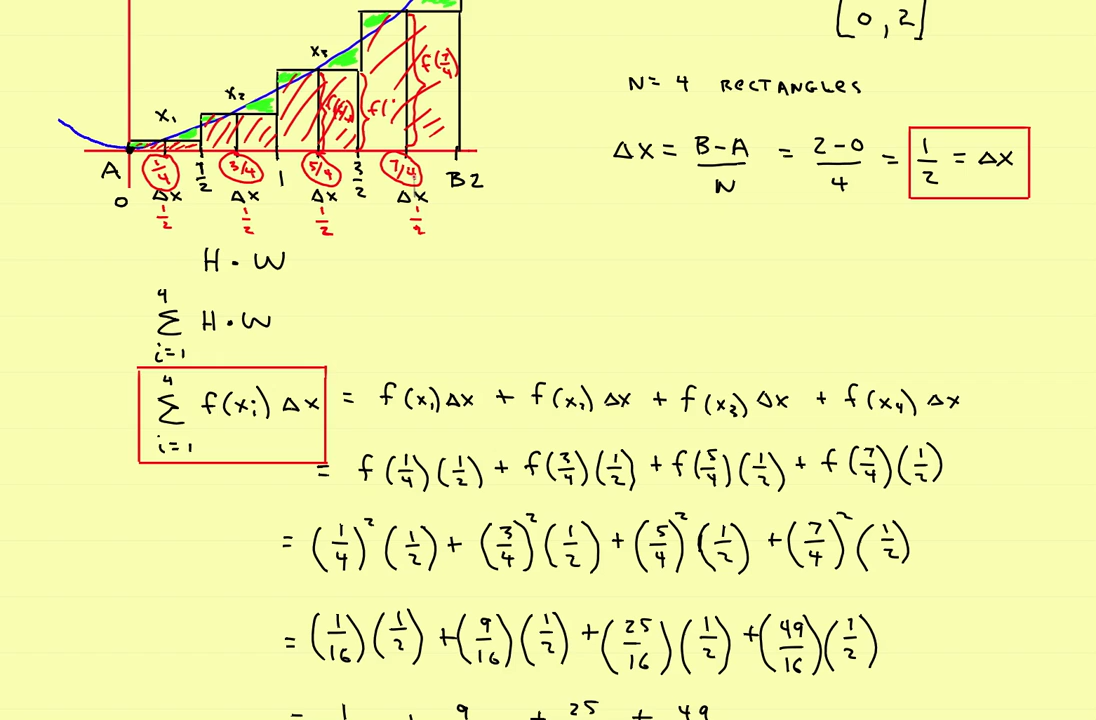 [0, 2]
N = 4 RECTANGLES
Δx = B-A/N = 2-0/4 = 1/2 = Δx
x₁ x₂ x₃
f(7/4)
A 1/4 1/2 3/4 1 5/4 3/2 7/4 B 2
0 Δx Δx Δx Δx
1/2 1/2 1/2 1/2
H · W
4 Σ i=1 H · W
4 Σ i=1 f(xᵢ) Δx = f(x₁)Δx + f(x₂)Δx + f(x₃)Δx + f(x₄)Δx
= f(1/4)(1/2) + f(3/4)(1/2) + f(5/4)(1/2) + f(7/4)(1/2)
= (1/4)²(1/2) + (3/4)²(1/2) + (5/4)²(1/2) + (7/4)²(1/2)
= (1/16)(1/2) + (9/16)(1/2) + (25/16)(1/2) + (49/16)(1/2)
= 1 + 9 + 25 + 49